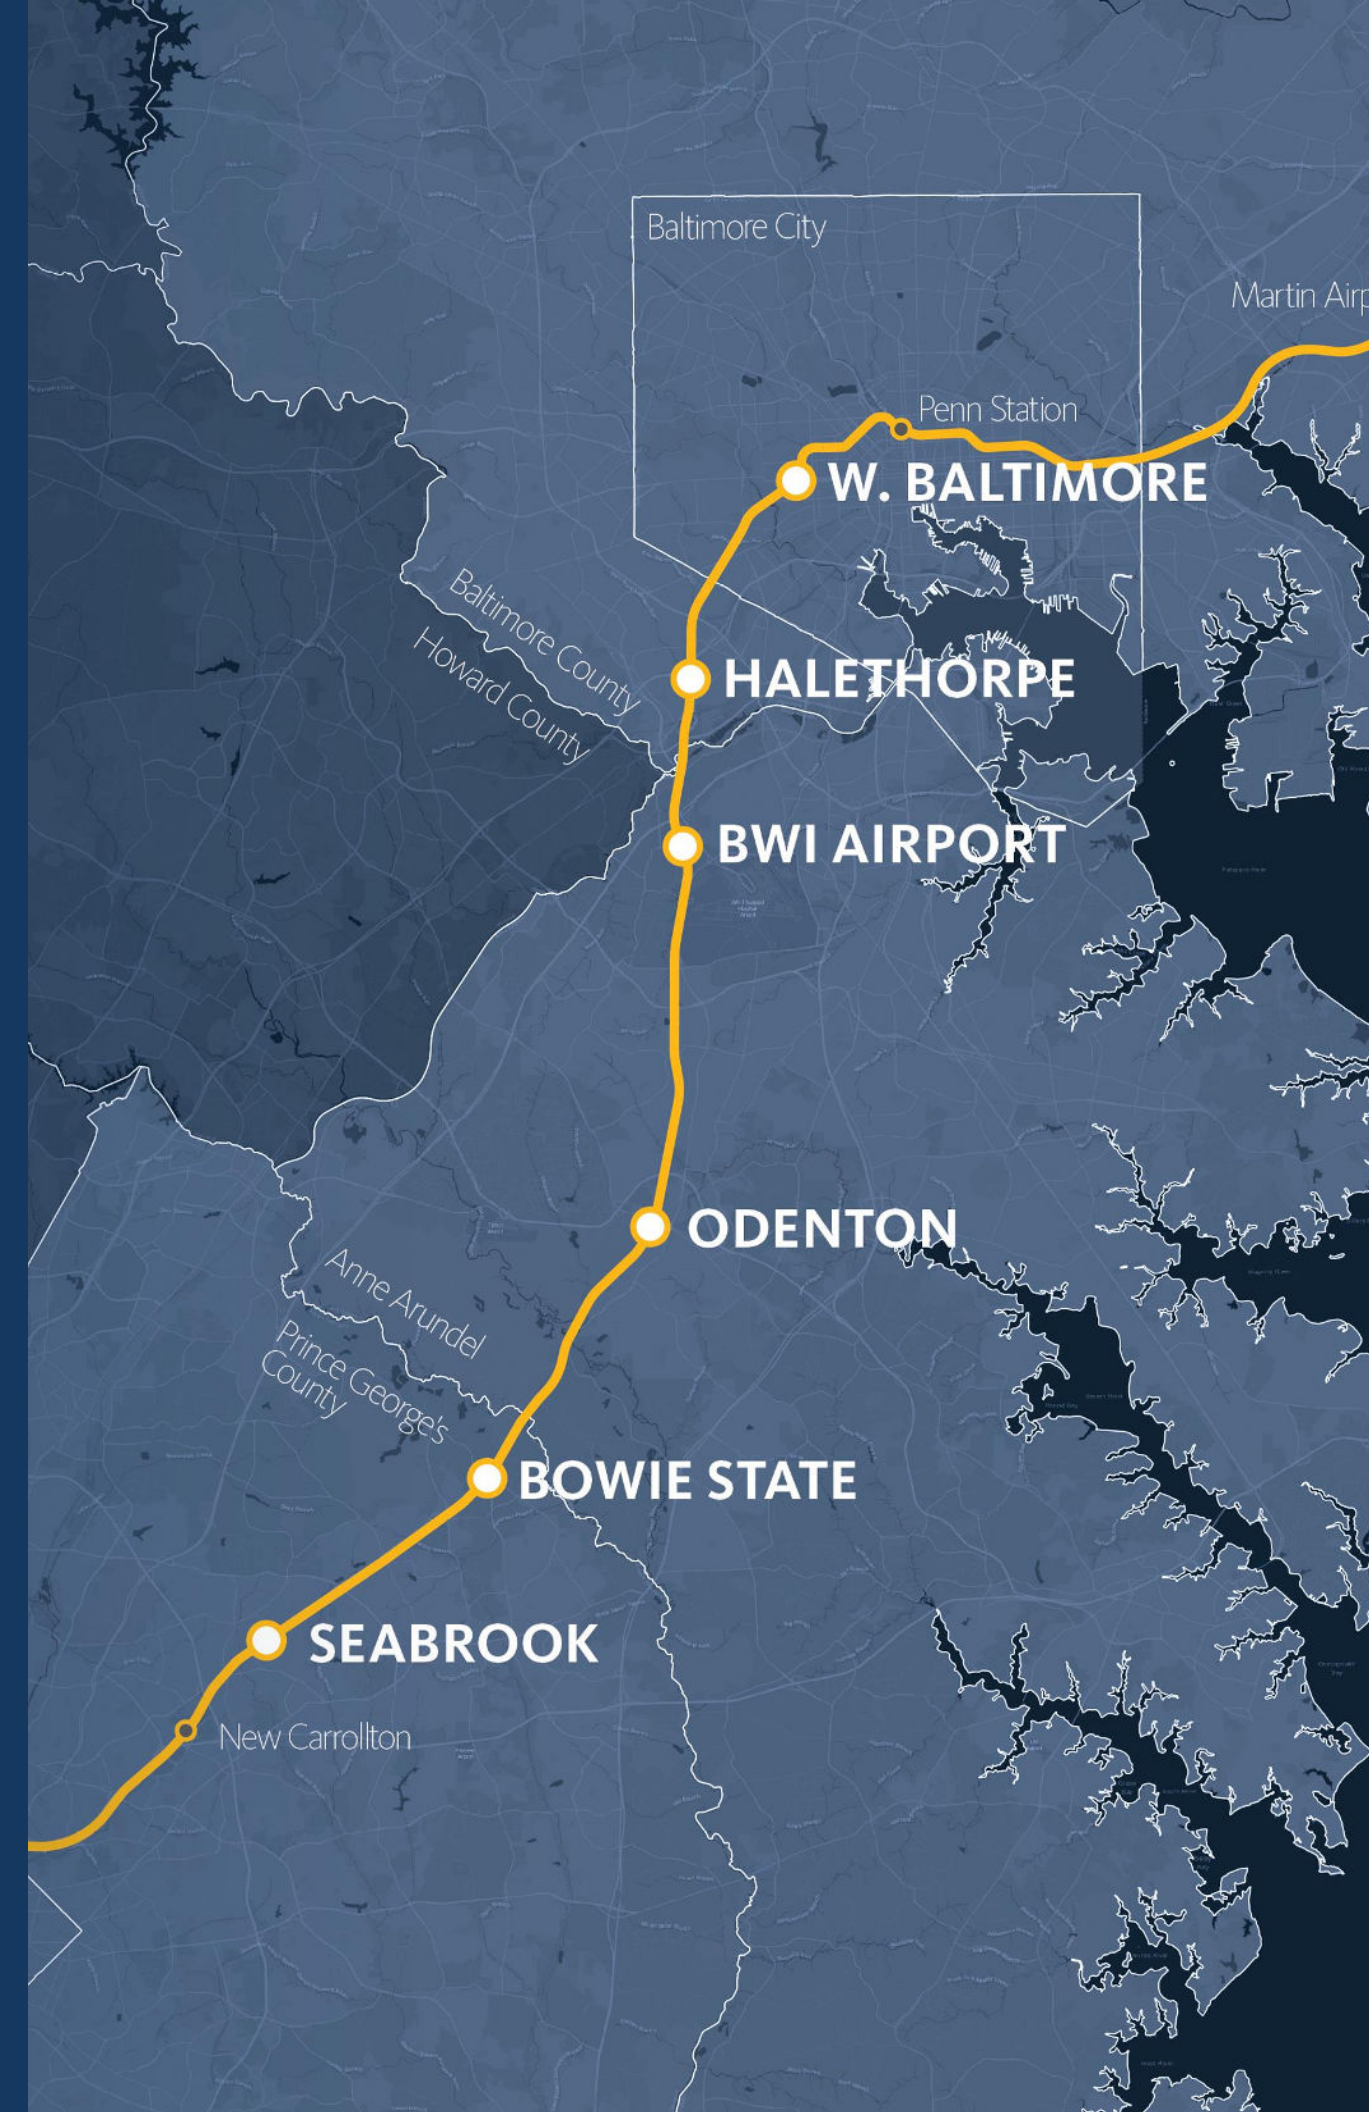 Baltimore City
Martin Airp
Penn Station
W. BALTIMORE
Baltimore County
Howard County
HALETHORPE
BWI AIRPORT
ODENTON
Anne Arundel
Prince George's
County
BOWIE STATE
SEABROOK
New Carrollton